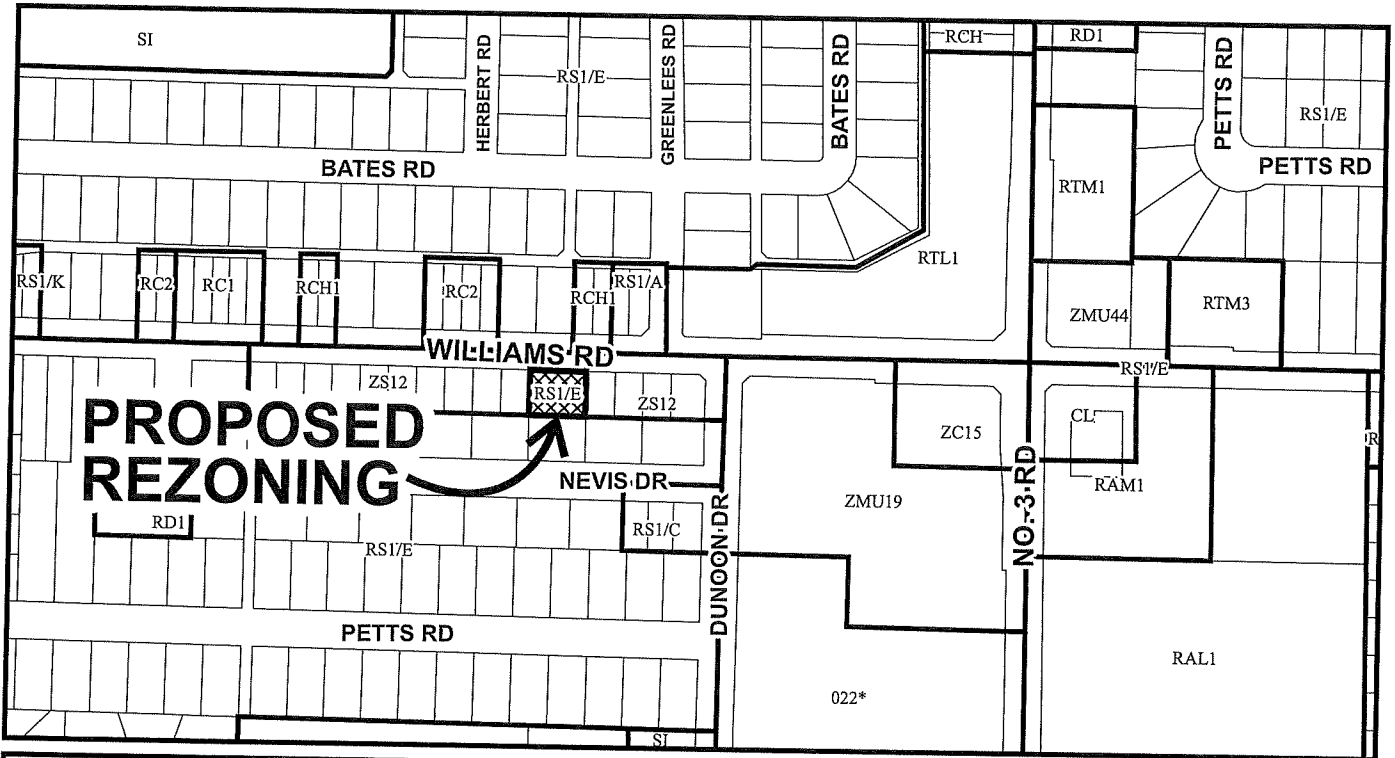 SI
HERBERT RD
RS1/E
GREENLEES RD
BATES RD
RCH
RD1
PETTS RD
RS1/E
PETTS RD
BATES RD
RTM1
RTL1
RS1/K
RC2
RC1
RCH1
RC2
RCH1
RS1/A
ZMU44
RTM3
WILLIAMS RD
RS1/E
ZS12
RS1/E
ZS12
PROPOSED
REZONING
ZC15
CL
NEVIS DR
DUNOON DR
NO. 3 RD
RAM1
ZMU19
RD1
RS1/E
RS1/C
PETTS RD
RAL1
022*
SI